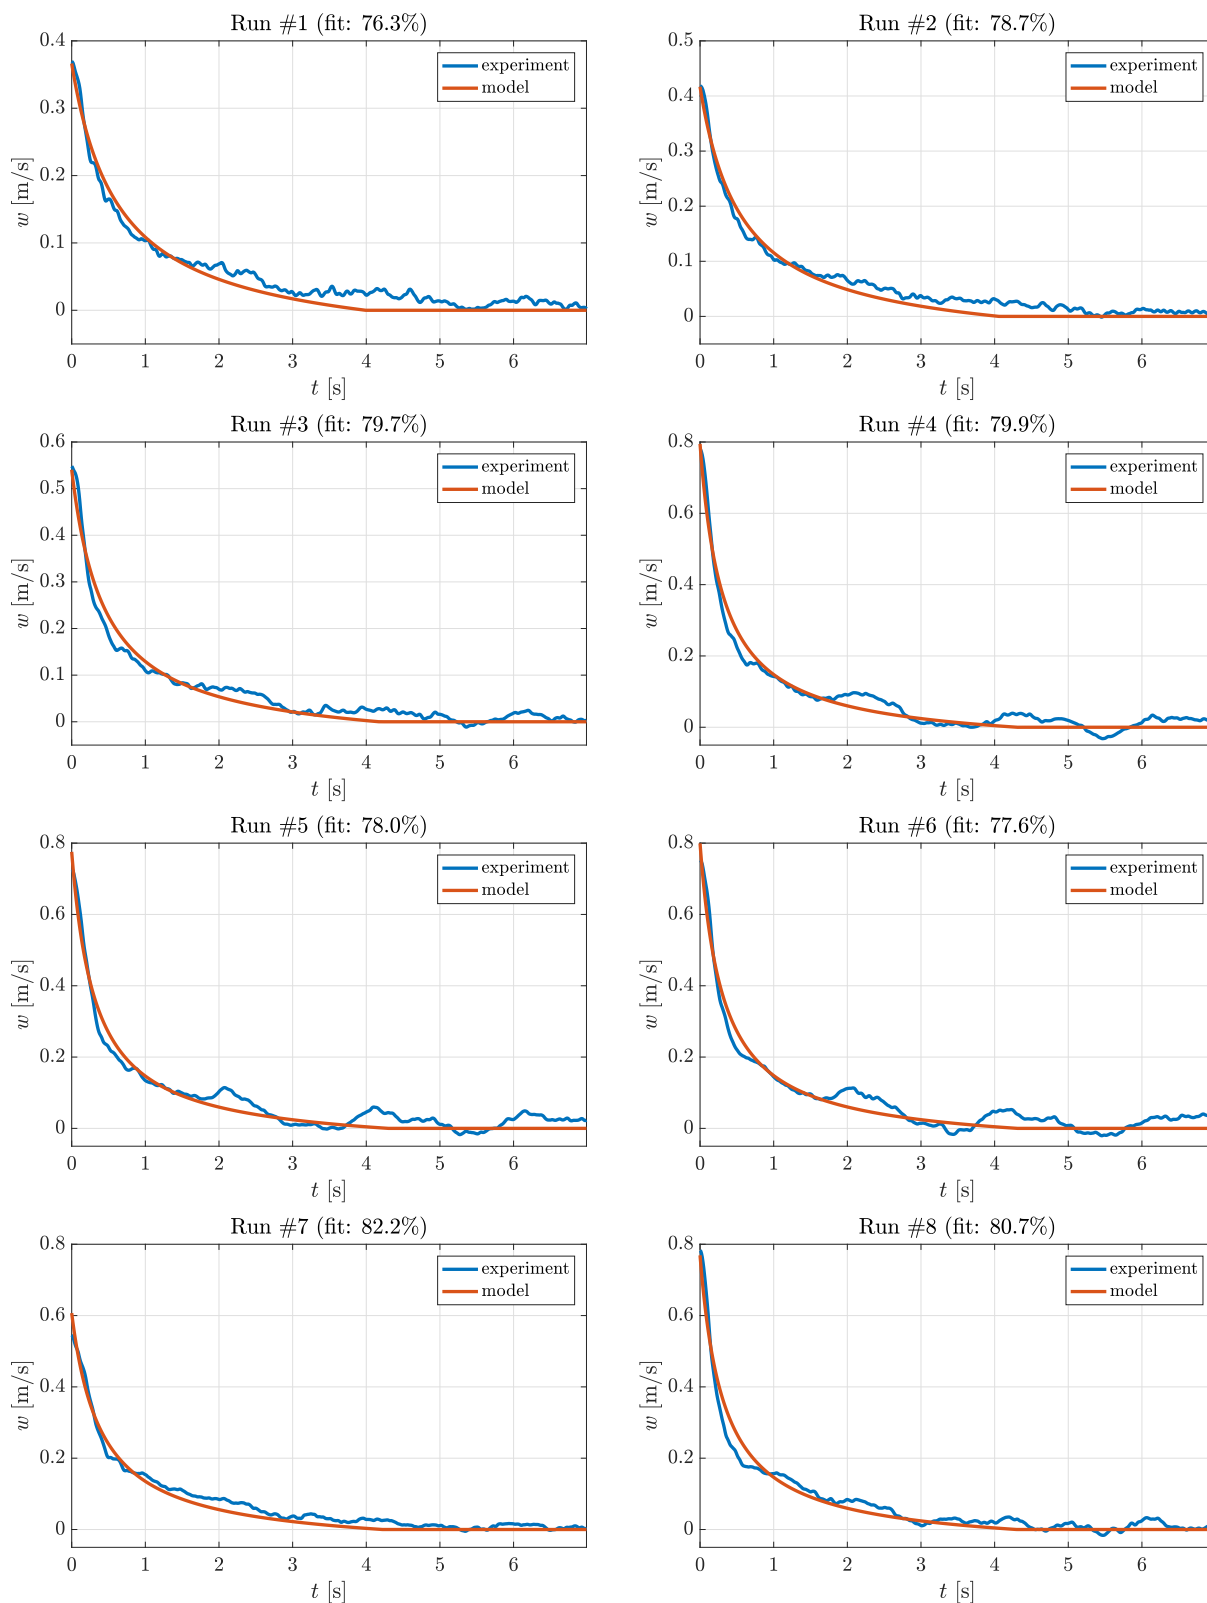 Run #1 (fit: 76.3%)
0.4
0.3
0.2
0.1
0
w [m/s]
experiment
model
0 1 2 3 4 5 6
t [s]
Run #2 (fit: 78.7%)
0.5
0.4
0.3
0.2
0.1
0
w [m/s]
experiment
model
0 1 2 3 4 5 6
t [s]
Run #3 (fit: 79.7%)
0.6
0.5
0.4
0.3
0.2
0.1
0
w [m/s]
experiment
model
0 1 2 3 4 5 6
t [s]
Run #4 (fit: 79.9%)
0.8
0.6
0.4
0.2
0
w [m/s]
experiment
model
0 1 2 3 4 5 6
t [s]
Run #5 (fit: 78.0%)
0.8
0.6
0.4
0.2
0
w [m/s]
experiment
model
0 1 2 3 4 5 6
t [s]
Run #6 (fit: 77.6%)
0.8
0.6
0.4
0.2
0
w [m/s]
experiment
model
0 1 2 3 4 5 6
t [s]
Run #7 (fit: 82.2%)
0.8
0.6
0.4
0.2
0
w [m/s]
experiment
model
0 1 2 3 4 5 6
t [s]
Run #8 (fit: 80.7%)
0.8
0.6
0.4
0.2
0
w [m/s]
experiment
model
0 1 2 3 4 5 6
t [s]